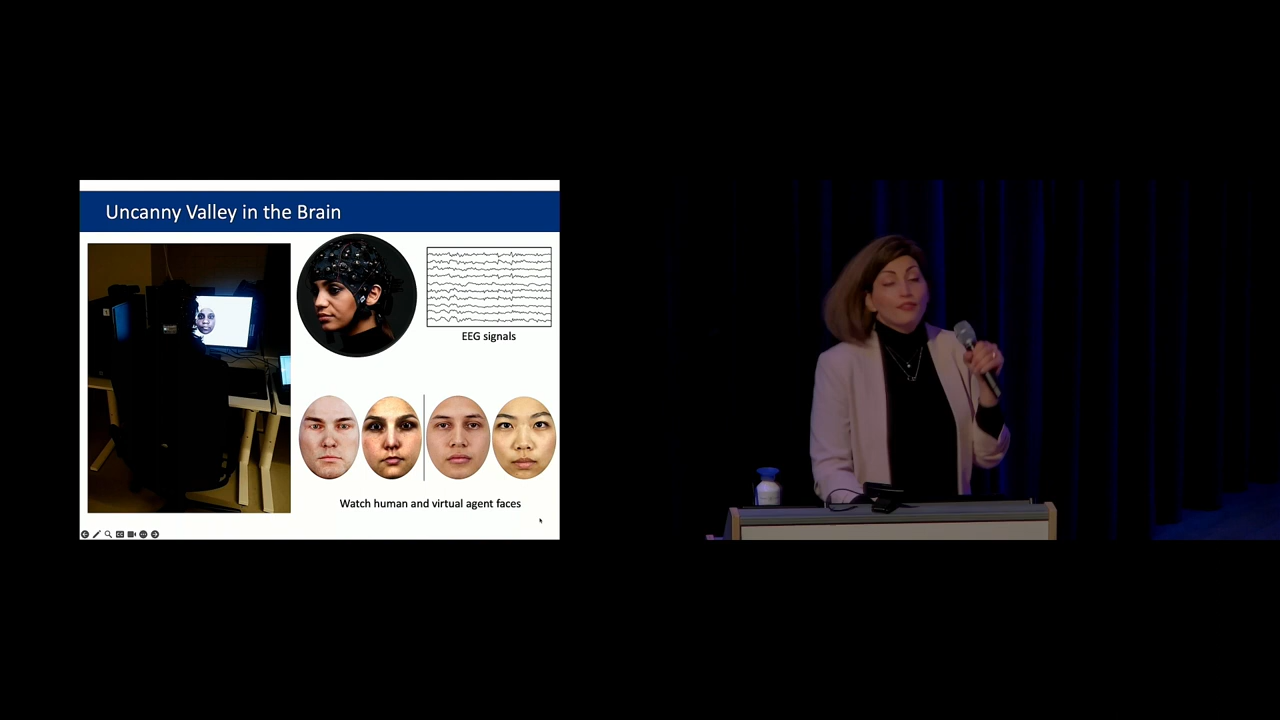 Uncanny Valley in the Brain
EEG signals
Watch human and virtual agent faces